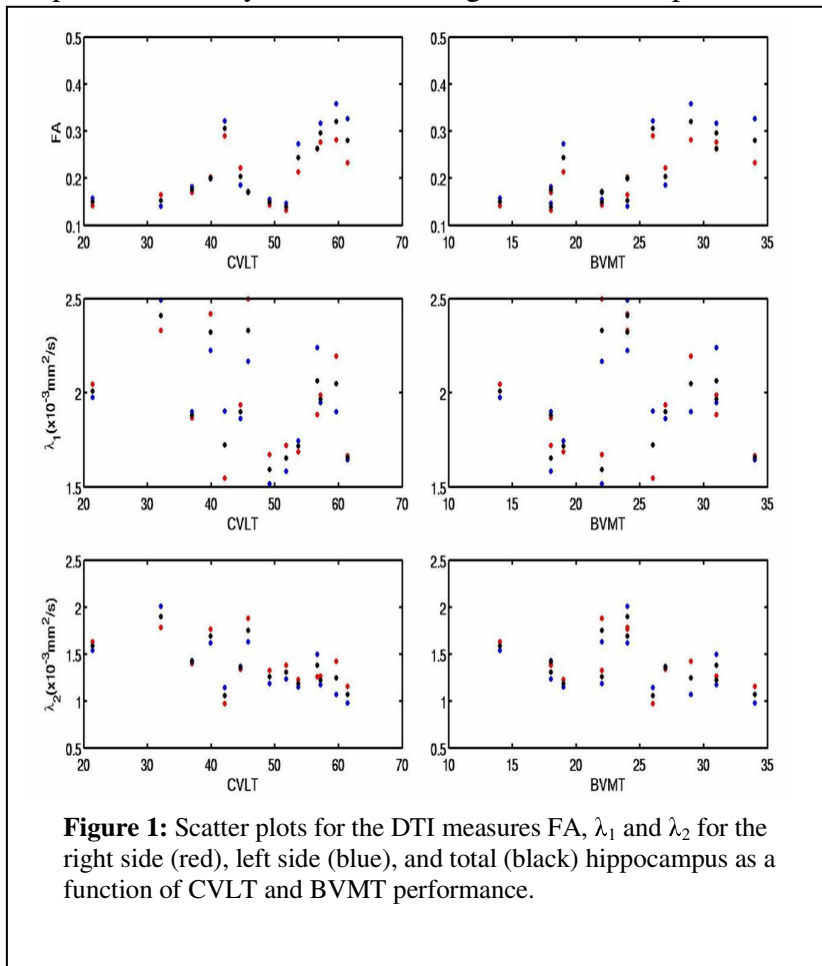 0.5
0.4
0.3
0.2
0.1
FA
20 30 40 50 60 70
CVLT
0.5
0.4
0.3
0.2
0.1
10 15 20 25 30 35
BVMT
2.5
2
1.5
λ₁(x10⁻³mm²/s)
20 30 40 50 60 70
CVLT
2.5
2
1.5
10 15 20 25 30 35
BVMT
2.5
2
1.5
1
0.5
λ₂(x10⁻³mm²/s)
20 30 40 50 60 70
CVLT
2.5
2
1.5
1
0.5
10 15 20 25 30 35
BVMT
Figure 1: Scatter plots for the DTI measures FA, λ₁ and λ₂ for the
right side (red), left side (blue), and total (black) hippocampus as a
function of CVLT and BVMT performance.